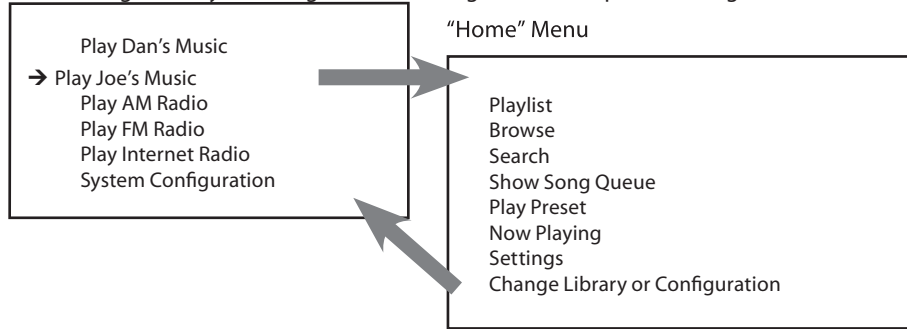 “Home” Menu
Play Dan’s Music
➔ Play Joe’s Music
Play AM Radio
Play FM Radio
Play Internet Radio
System Configuration
Playlist
Browse
Search
Show Song Queue
Play Preset
Now Playing
Settings
Change Library or Configuration